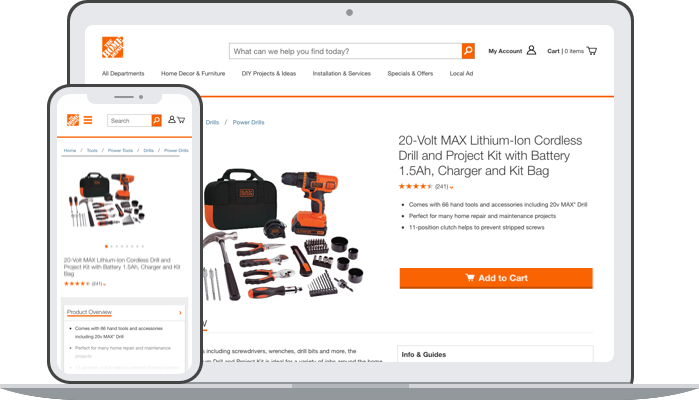 THE HOME DEPOT
What can we help you find today?
My Account
Cart | 0 items
All Departments
Home Decor & Furniture
DIY Projects & Ideas
Installation & Services
Specials & Offers
Local Ad
Drills / Power Drills
20-Volt MAX Lithium-Ion Cordless
Drill and Project Kit with Battery
1.5Ah, Charger and Kit Bag
(241)
• Comes with 66 hand tools and accessories including 20v MAX* Drill
• Perfect for many home repair and maintenance projects
• 11-position clutch helps to prevent stripped screws
Add to Cart
Info & Guides
s including screwdrivers, wrenches, drill bits and more, the
Drill and Project Kit is ideal for a variety of jobs around the home
Search
Home / Tools / Power Tools / Drills / Power Drills
20-Volt MAX Lithium-Ion Cordless Drill and
Project Kit with Battery 1.5Ah, Charger and Kit
Bag
(241)
Product Overview
• Comes with 66 hand tools and accessories
including 20v MAX* Drill
• Perfect for many home repair and maintenance
projects